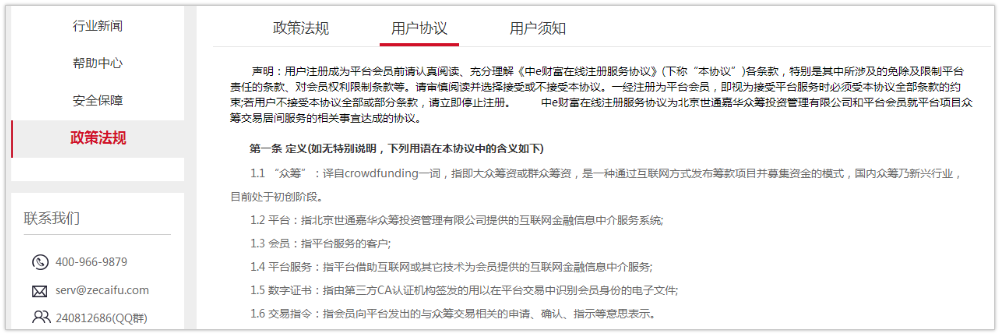 行业新闻
帮助中心
安全保障
政策法规
联系我们
400-966-9879
serv@zecaifu.com
240812686(QQ群)
政策法规 用户协议 用户须知
声明：用户注册成为平台会员前请认真阅读、充分理解《中e财富在线注册服务协议》(下称“本协议”)各条款，特别是其中所涉及的免除及限制平台
责任的条款、对会员权利限制条款等。请审慎阅读并选择接受或不接受本协议。一经注册为平台会员，即视为接受平台服务时必须受本协议全部条款的约
束;若用户不接受本协议全部或部分条款，请立即停止注册。 中e财富在线注册服务协议为北京世通嘉华众筹投资管理有限公司和平台会员就平台项目众
筹交易居间服务的相关事宜达成的协议。
第一条 定义(如无特别说明，下列用语在本协议中的含义如下)
1.1 “众筹”：译自crowdfunding一词，指即大众筹资或群众筹资，是一种通过互联网方式发布筹款项目并募集资金的模式，国内众筹乃新兴行业，
目前处于初创阶段。
1.2 平台：指北京世通嘉华众筹投资管理有限公司提供的互联网金融信息中介服务系统;
1.3 会员：指平台服务的客户;
1.4 平台服务：指平台借助互联网或其它技术为会员提供的互联网金融信息中介服务;
1.5 数字证书：指由第三方CA认证机构签发的用以在平台交易中识别会员身份的电子文件;
1.6 交易指令：指会员向平台发出的与众筹交易相关的申请、确认、指示等意思表示。